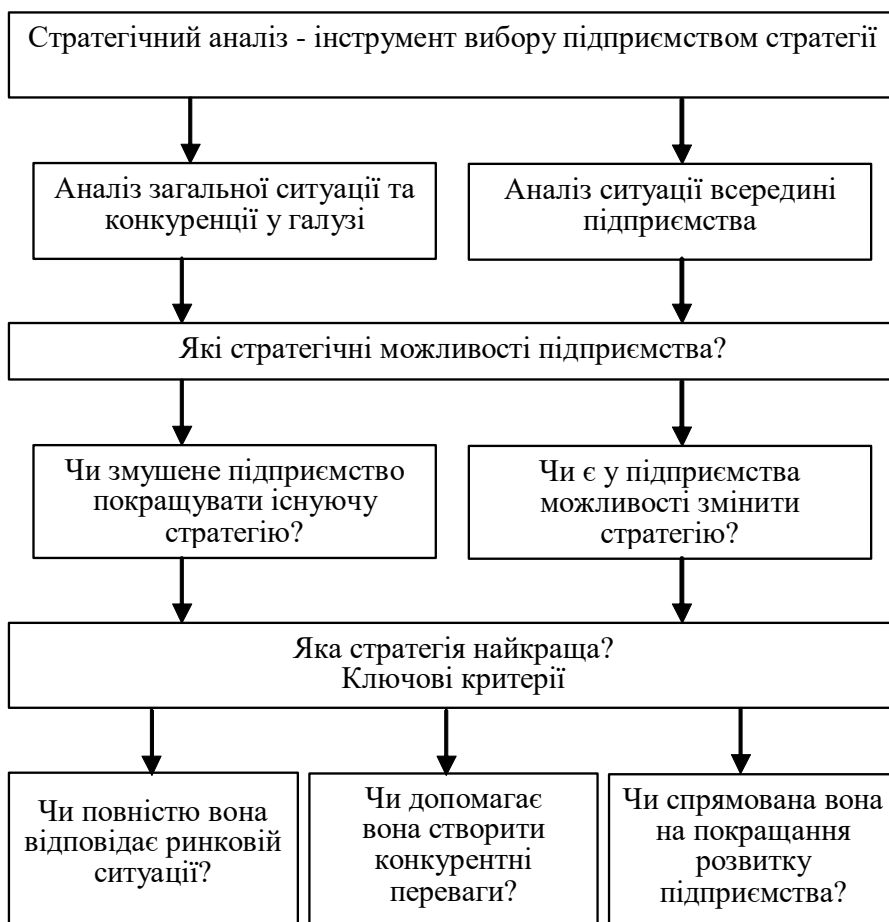 Стратегічний аналіз - інструмент вибору підприємством стратегії
Аналіз загальної ситуації та
конкуренції у галузі
Аналіз ситуації всередині
підприємства
Які стратегічні можливості підприємства?
Чи змушене підприємство
покращувати існуючу
стратегію?
Чи є у підприємства
можливості змінити
стратегію?
Яка стратегія найкраща?
Ключові критерії
Чи повністю вона
відповідає ринковій
ситуації?
Чи допомагає
вона створити
конкурентні
переваги?
Чи спрямована вона
на покращання
розвитку
підприємства?